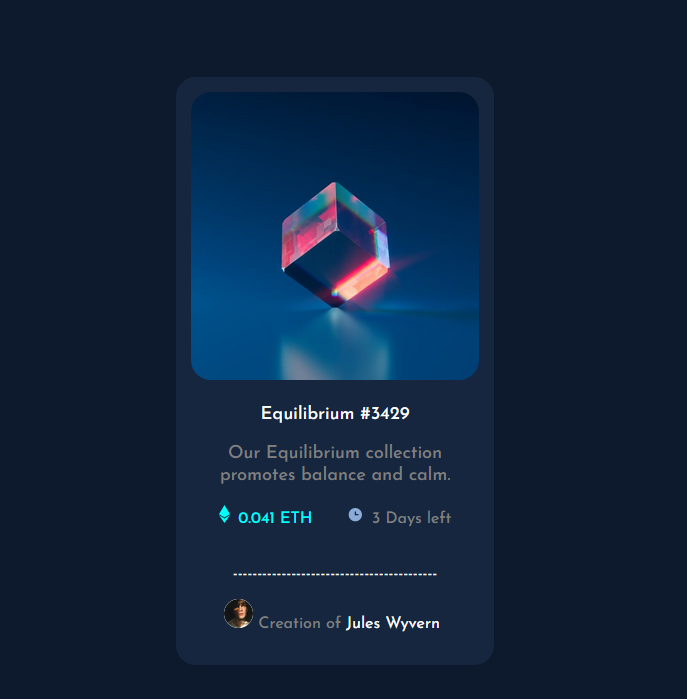 Equilibrium #3429
Our Equilibrium collection
promotes balance and calm.
0.041 ETH 3 Days left
------------------------------------------
Creation of Jules Wyvern